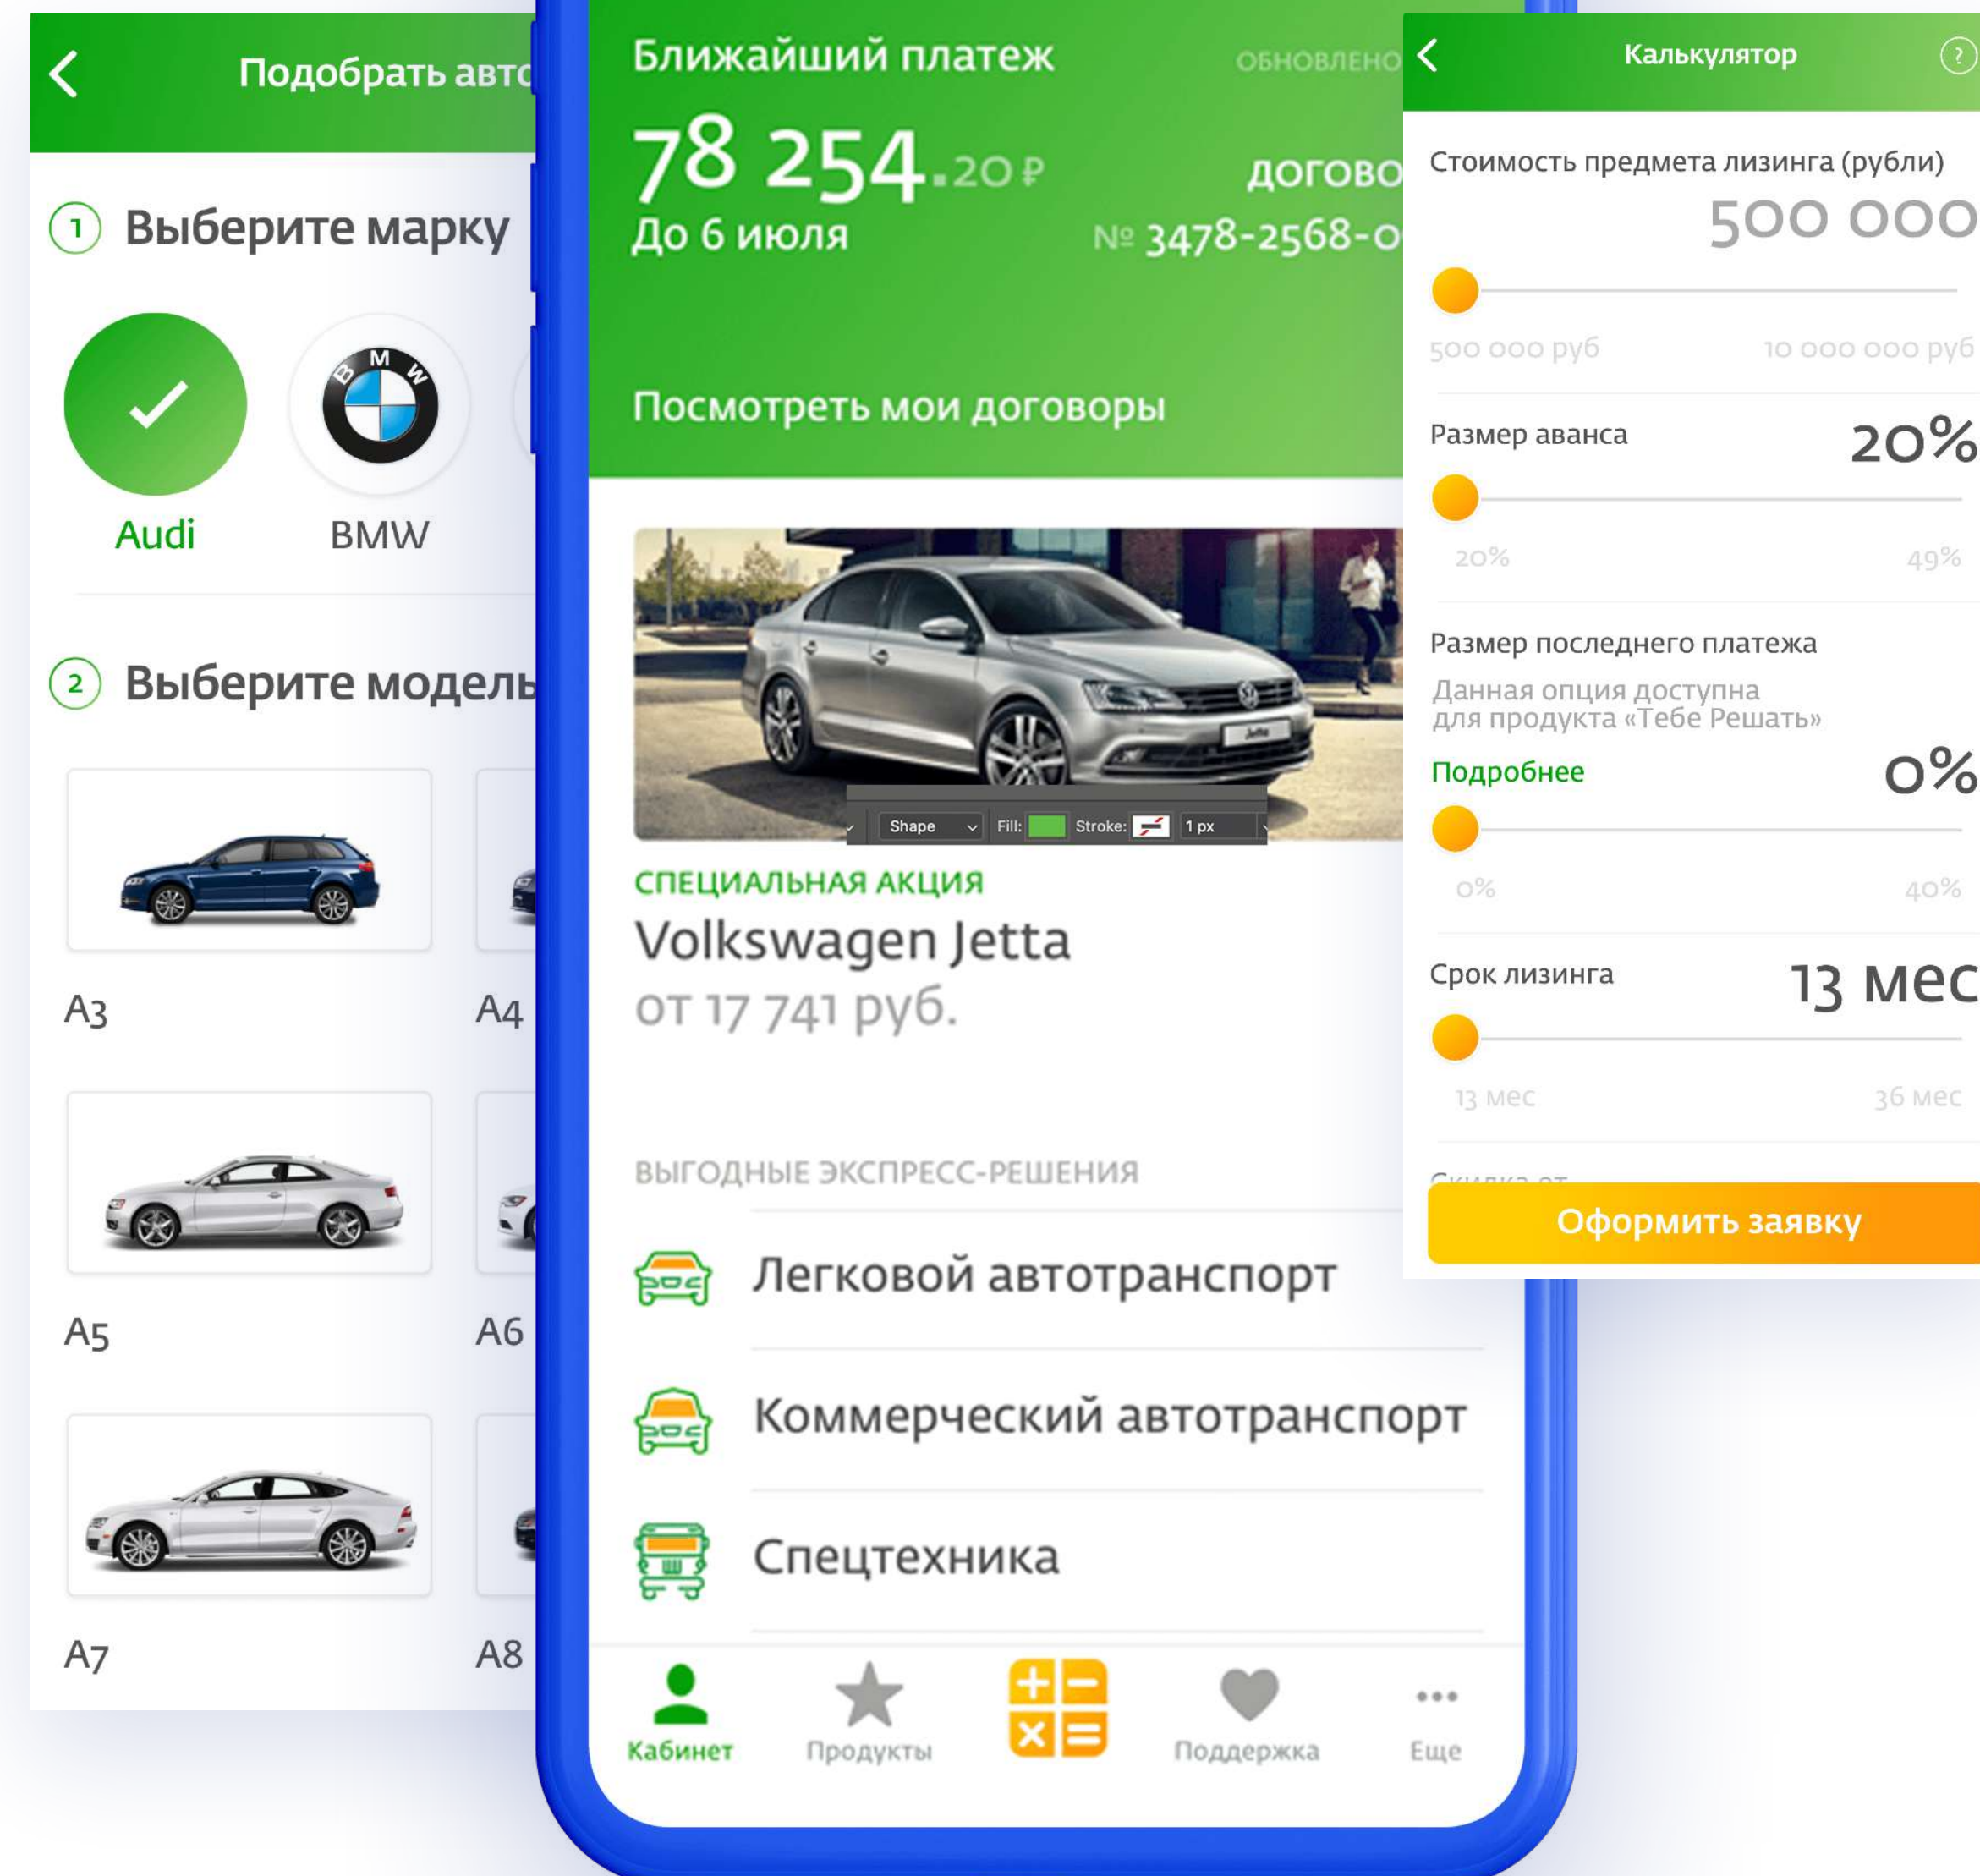 Подобрать авто
1 Выберите марку
Audi
BMW
2 Выберите модель
A3
A4
A5
A6
A7
A8
Ближайший платеж
ОБНОВЛЕНО
78 254.20 ₽
ДОГОВО
До 6 июля
№ 3478-2568-0
Посмотреть мои договоры
Jetta
Shape
Fill:
Stroke:
1 px
СПЕЦИАЛЬНАЯ АКЦИЯ
Volkswagen Jetta
от 17 741 руб.
ВЫГОДНЫЕ ЭКСПРЕСС-РЕШЕНИЯ
Легковой автотранспорт
Коммерческий автотранспорт
Спецтехника
Кабинет
Продукты
Поддержка
Еще
Калькулятор
?
Стоимость предмета лизинга (рубли)
500 000
500 000 руб
10 000 000 руб
Размер аванса
20%
20%
49%
Размер последнего платежа
Данная опция доступна
для продукта «Тебе Решать»
Подробнее
0%
0%
40%
Срок лизинга
13 мес
13 мес
36 мес
Скидка от
Оформить заявку